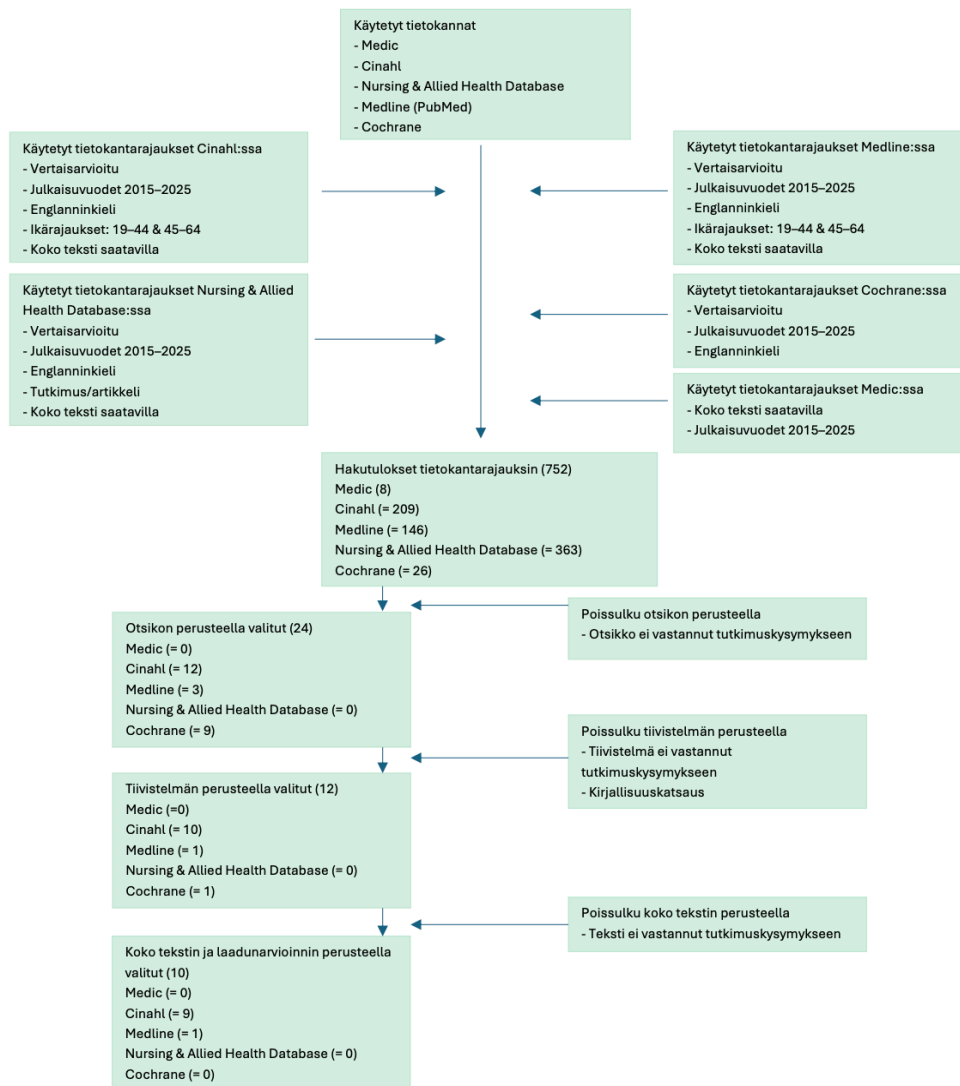 Käytetyt tietokannat
- Medic
- Cinahl
- Nursing & Allied Health Database
- Medline (PubMed)
- Cochrane
Käytetyt tietokantarajaukset Cinahl:ssa
- Vertaisarvioitu
- Julkaisuvuodet 2015–2025
- Englanninkieli
- Ikärajaukset: 19–44 & 45–64
- Koko teksti saatavilla
Käytetyt tietokantarajaukset Medline:ssa
- Vertaisarvioitu
- Julkaisuvuodet 2015–2025
- Englanninkieli
- Ikärajaukset: 19–44 & 45–64
- Koko teksti saatavilla
Käytetyt tietokantarajaukset Nursing & Allied
Health Database:ssa
- Vertaisarvioitu
- Julkaisuvuodet 2015–2025
- Englanninkieli
- Tutkimus/artikkeli
- Koko teksti saatavilla
Käytetyt tietokantarajaukset Cochrane:ssa
- Vertaisarvioitu
- Julkaisuvuodet 2015–2025
- Englanninkieli
Käytetyt tietokantarajaukset Medic:ssa
- Koko teksti saatavilla
- Julkaisuvuodet 2015–2025
Hakutulokset tietokantarajauksin (752)
Medic (8)
Cinahl (= 209)
Medline (= 146)
Nursing & Allied Health Database (= 363)
Cochrane (= 26)
Poissulku otsikon perusteella
- Otsikko ei vastannut tutkimuskysymykseen
Otsikon perusteella valitut (24)
Medic (= 0)
Cinahl (= 12)
Medline (= 3)
Nursing & Allied Health Database (= 0)
Cochrane (= 9)
Poissulku tiivistelmän perusteella
- Tiivistelmä ei vastannut
tutkimuskysymykseen
- Kirjallisuuskatsaus
Tiivistelmän perusteella valitut (12)
Medic (=0)
Cinahl (= 10)
Medline (= 1)
Nursing & Allied Health Database (= 0)
Cochrane (= 1)
Poissulku koko tekstin perusteella
- Teksti ei vastannut tutkimuskysymykseen
Koko tekstin ja laadunarvioinnin perusteella
valitut (10)
Medic (= 0)
Cinahl (= 9)
Medline (= 1)
Nursing & Allied Health Database (= 0)
Cochrane (= 0)